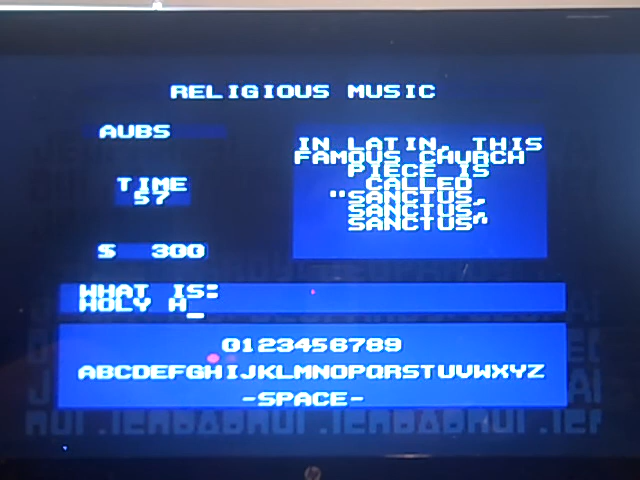 RELIGIOUS MUSIC
AUBS
IN LATIN, THIS
FAMOUS CHURCH
PIECE IS
CALLED
"SANCTUS,
SANCTUS,
SANCTUS"
TIME
57
$ 300
WHAT IS:
HOLY H_
0123456789
ABCDEFGHIJKLMNOPQRSTUVWXYZ
-SPACE-
hp